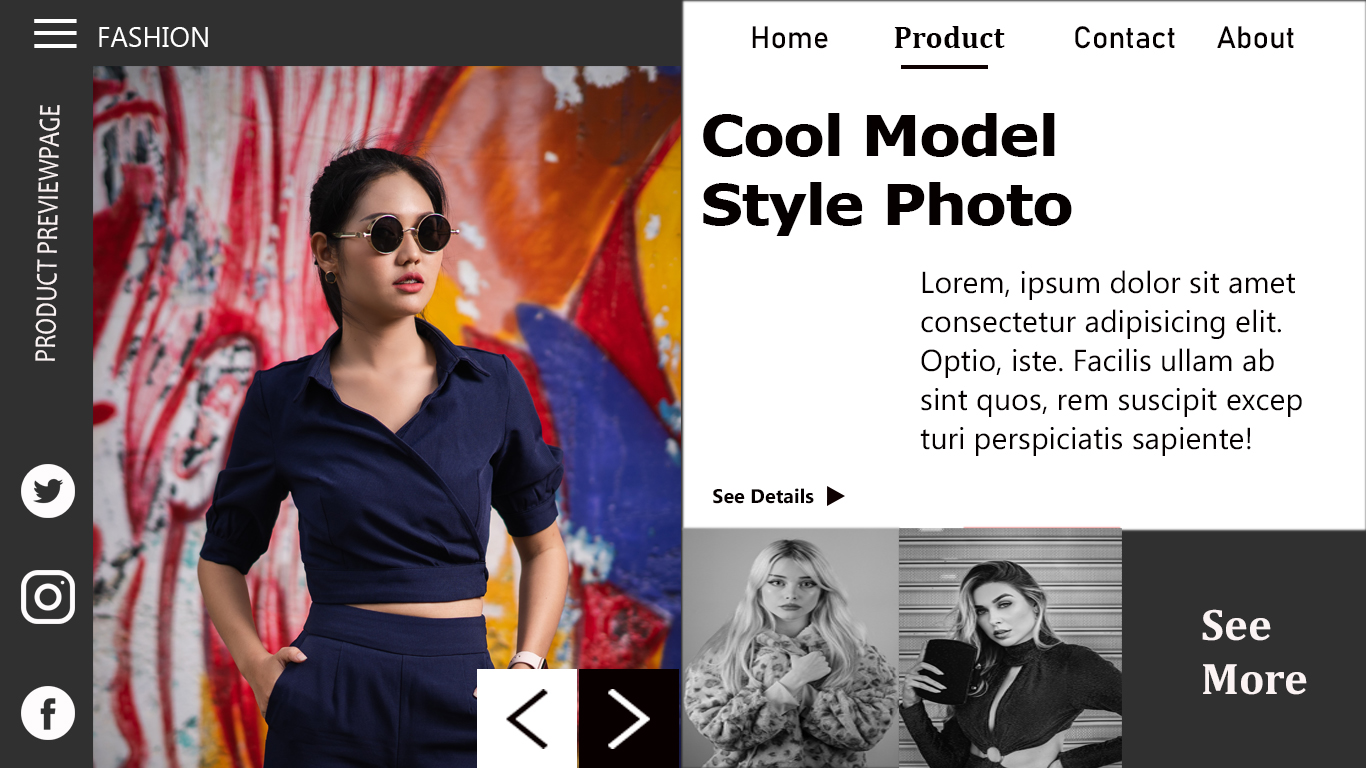 FASHION
Home Product Contact About
PRODUCT PREVIEWPAGE
Cool Model
Style Photo
Lorem, ipsum dolor sit amet
consectetur adipisicing elit.
Optio, iste. Facilis ullam ab
sint quos, rem suscipit excep
turi perspiciatis sapiente!
See Details
See
More